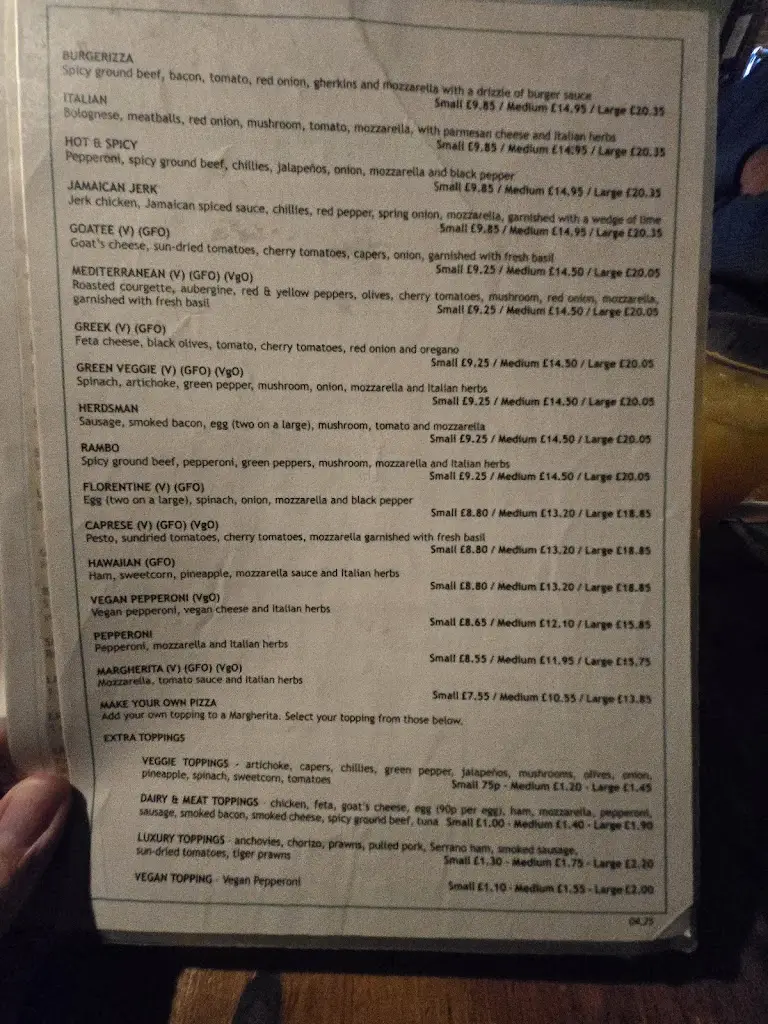 BURGERIZZA
Spicy ground beef, bacon, tomato, red onion, gherkins and mozzarella with a drizzle of burger sauce
Small £9.85 / Medium £14.95 / Large £20.35
ITALIAN
Bolognese, meatballs, red onion, mushroom, tomato, mozzarella, with parmesan cheese and Italian herbs
Small £9.85 / Medium £14.95 / Large £20.35
HOT & SPICY
Pepperoni, spicy ground beef, chillies, jalapeños, onion, mozzarella and black pepper
Small £9.85 / Medium £14.95 / Large £20.35
JAMAICAN JERK
Jerk chicken, Jamaican spiced sauce, chillies, red pepper, spring onion, mozzarella, garnished with a wedge of lime
Small £9.85 / Medium £14.95 / Large £20.35
GOATEE (V) (GFO)
Goat's cheese, sun-dried tomatoes, cherry tomatoes, capers, onion, garnished with fresh basil
Small £9.25 / Medium £14.50 / Large £20.05
MEDITERRANEAN (V) (GFO) (VgO)
Roasted courgette, aubergine, red & yellow peppers, olives, cherry tomatoes, mushroom, red onion, mozzarella,
garnished with fresh basil
Small £9.25 / Medium £14.50 / Large £20.05
GREEK (V) (GFO)
Feta cheese, black olives, tomato, cherry tomatoes, red onion and oregano
Small £9.25 / Medium £14.50 / Large £20.05
GREEN VEGGIE (V) (GFO) (VgO)
Spinach, artichoke, green pepper, mushroom, onion, mozzarella and Italian herbs
Small £9.25 / Medium £14.50 / Large £20.05
HERDSMAN
Sausage, smoked bacon, egg (two on a large), mushroom, tomato and mozzarella
Small £9.25 / Medium £14.50 / Large £20.05
RAMBO
Spicy ground beef, pepperoni, green peppers, mushroom, mozzarella and Italian herbs
Small £9.25 / Medium £14.50 / Large £20.05
FLORENTINE (V) (GFO)
Egg (two on a large), spinach, onion, mozzarella and black pepper
Small £8.80 / Medium £13.20 / Large £18.85
CAPRESE (V) (GFO) (VgO)
Pesto, sundried tomatoes, cherry tomatoes, mozzarella garnished with fresh basil
Small £8.80 / Medium £13.20 / Large £18.85
HAWAIIAN (GFO)
Ham, sweetcorn, pineapple, mozzarella sauce and Italian herbs
Small £8.80 / Medium £13.20 / Large £18.85
VEGAN PEPPERONI (VgO)
Vegan pepperoni, vegan cheese and Italian herbs
Small £8.65 / Medium £12.10 / Large £15.85
PEPPERONI
Pepperoni, mozzarella and Italian herbs
Small £8.55 / Medium £11.95 / Large £15.75
MARGHERITA (V) (GFO) (VgO)
Mozzarella, tomato sauce and Italian herbs
Small £7.55 / Medium £10.55 / Large £13.85
MAKE YOUR OWN PIZZA
Add your own topping to a Margherita. Select your topping from those below.
EXTRA TOPPINGS
VEGGIE TOPPINGS - artichoke, capers, chillies, green pepper, jalapeños, mushrooms, olives, onion,
pineapple, spinach, sweetcorn, tomatoes Small 75p - Medium £1.20 - Large £1.45
DAIRY & MEAT TOPPINGS - chicken, feta, goat's cheese, egg (90p per egg), ham, mozzarella, pepperoni,
sausage, smoked bacon, smoked cheese, spicy ground beef, tuna Small £1.00 - Medium £1.40 - Large £1.90
LUXURY TOPPINGS - anchovies, chorizo, prawns, pulled pork, Serrano ham, smoked sausage,
sun-dried tomatoes, tiger prawns Small £1.30 - Medium £1.75 - Large £2.20
VEGAN TOPPING - Vegan Pepperoni Small £1.10 - Medium £1.55 - Large £2.00
04.25